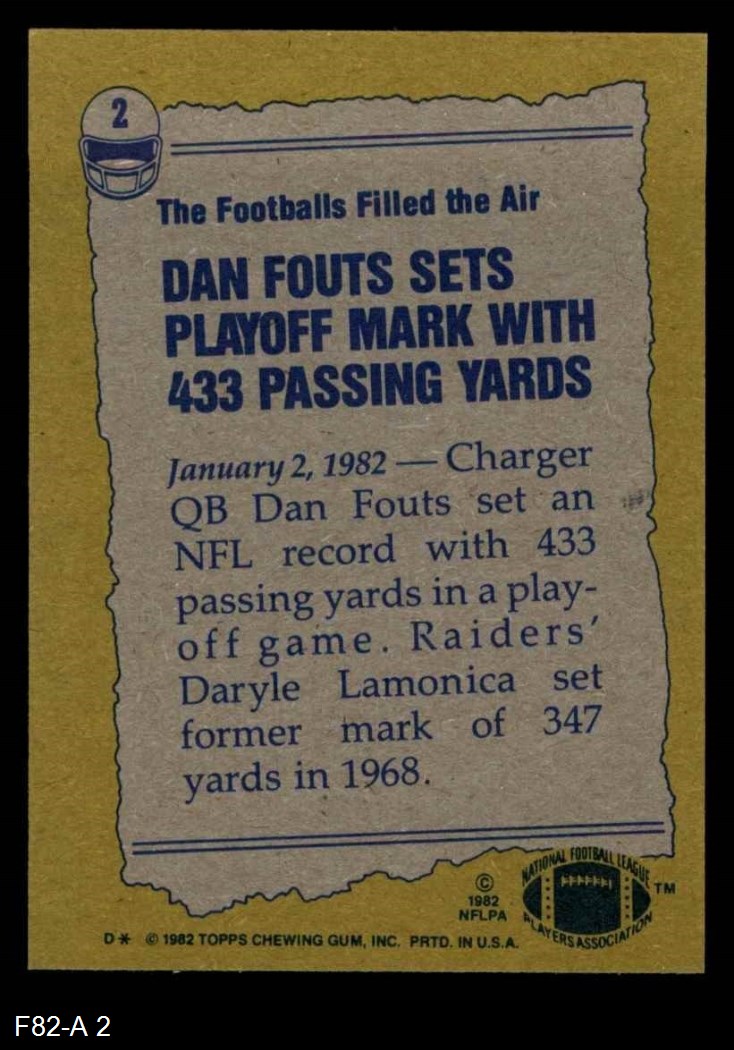 2
The Footballs Filled the Air
DAN FOUTS SETS
PLAYOFF MARK WITH
433 PASSING YARDS
January 2, 1982 — Charger
QB Dan Fouts set an
NFL record with 433
passing yards in a play-
off game. Raiders'
Daryle Lamonica set
former mark of 347
yards in 1968.
©
1982
NFLPA
NATIONAL FOOTBALL LEAGUE
PLAYERS ASSOCIATION
TM
D* © 1982 TOPPS CHEWING GUM, INC. PRTD. IN U.S.A.
F82-A 2